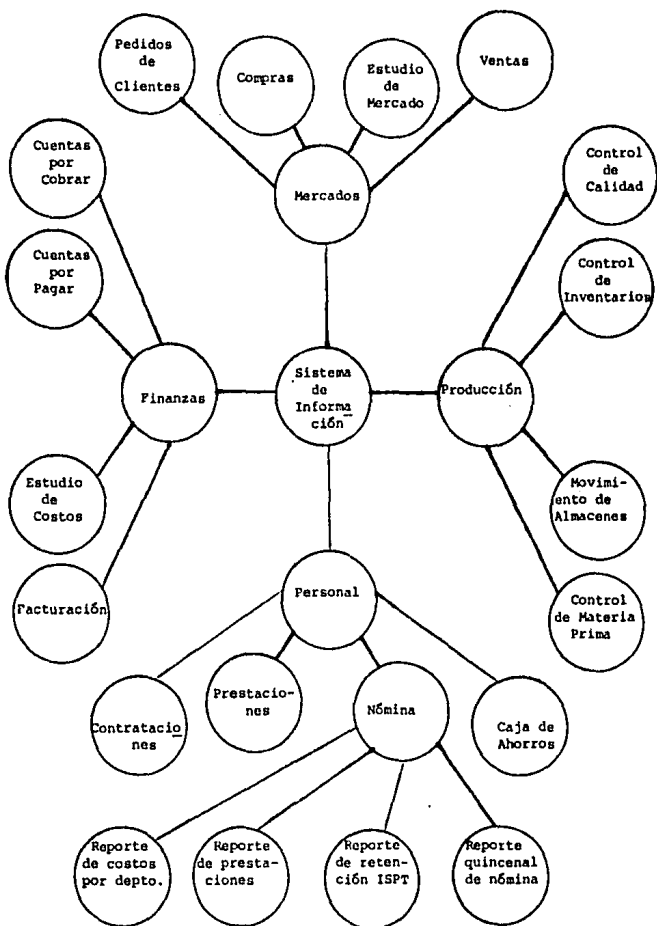 Pedidos
de
Clientes
Compras
Estudio
de
Mercado
Ventas
Mercados
Cuentas
por
Cobrar
Control
de
Calidad
Cuentas
por
Pagar
Control
de
Inventarios
Finanzas
Sistema
de
Informa
ción
Producción
Estudio
de
Costos
Movimi-
ento de
Almacenes
Facturación
Personal
Control
de Materia
Prima
Contratacio
nes
Prestacio-
nes
Nómina
Caja de
Ahorros
Reporte
de costos
por depto.
Reporte
de presta-
ciones
Reporte
de reten-
ción ISPT
Reporte
quincenal
de nómina